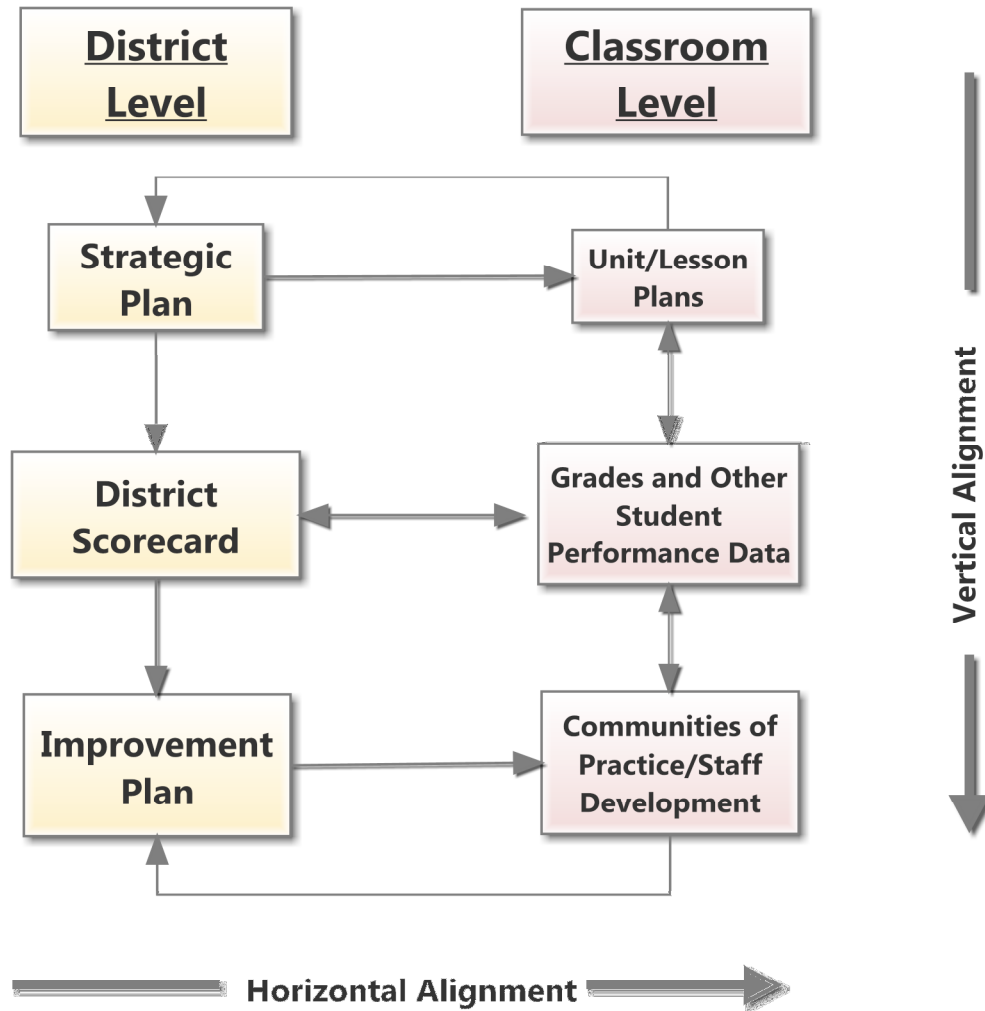 District
Level
Classroom
Level
Strategic
Plan
Unit/Lesson
Plans
District
Scorecard
Grades and Other
Student
Performance Data
Improvement
Plan
Communities of
Practice/Staff
Development
Vertical Alignment
Horizontal Alignment